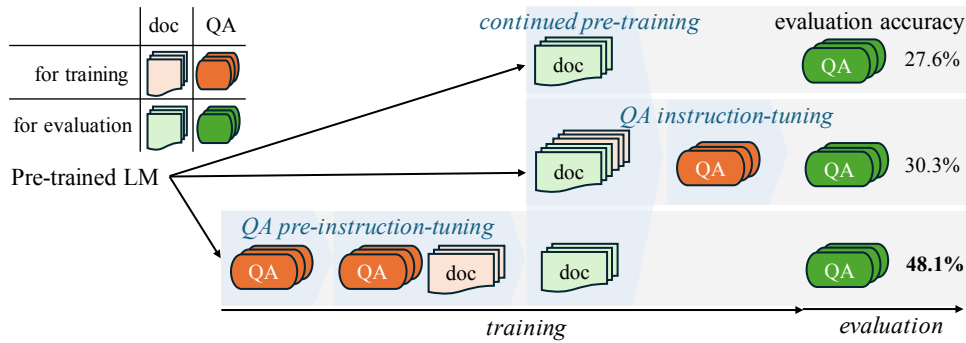 doc QA
for training
for evaluation
Pre-trained LM
continued pre-training
evaluation accuracy
doc
QA
27.6%
QA instruction-tuning
doc
QA
QA
30.3%
QA pre-instruction-tuning
QA
QA
doc
doc
QA
48.1%
training
evaluation